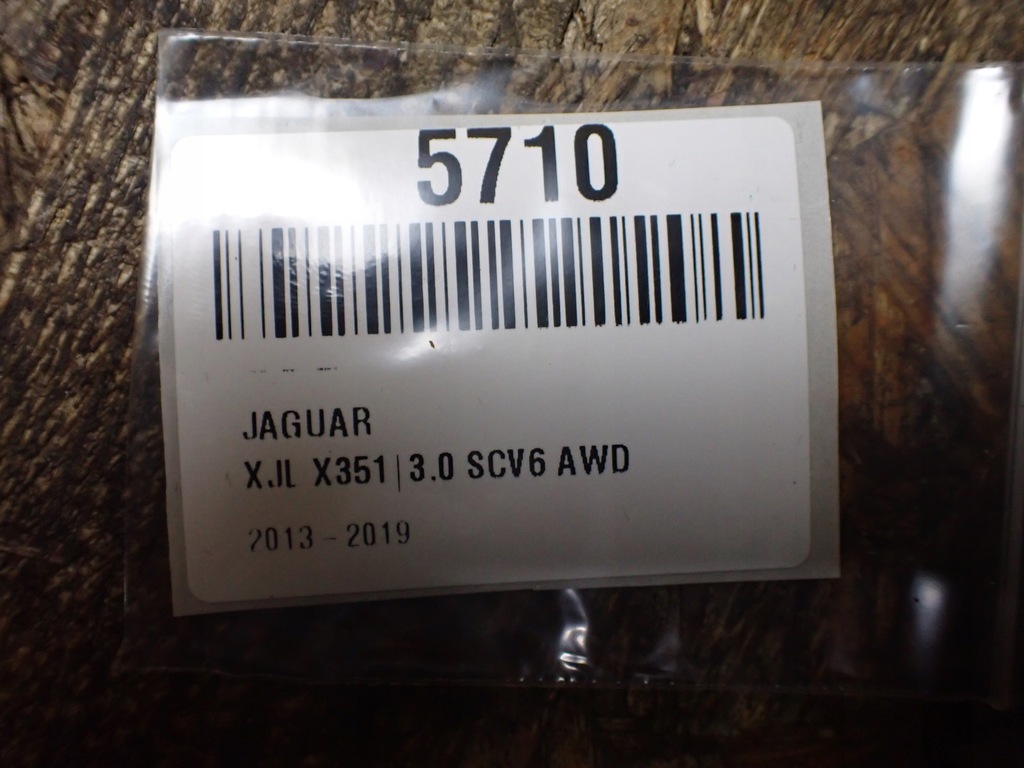 5710
JAGUAR
XJL X351 | 3.0 SCV6 AWD
2013 - 2019